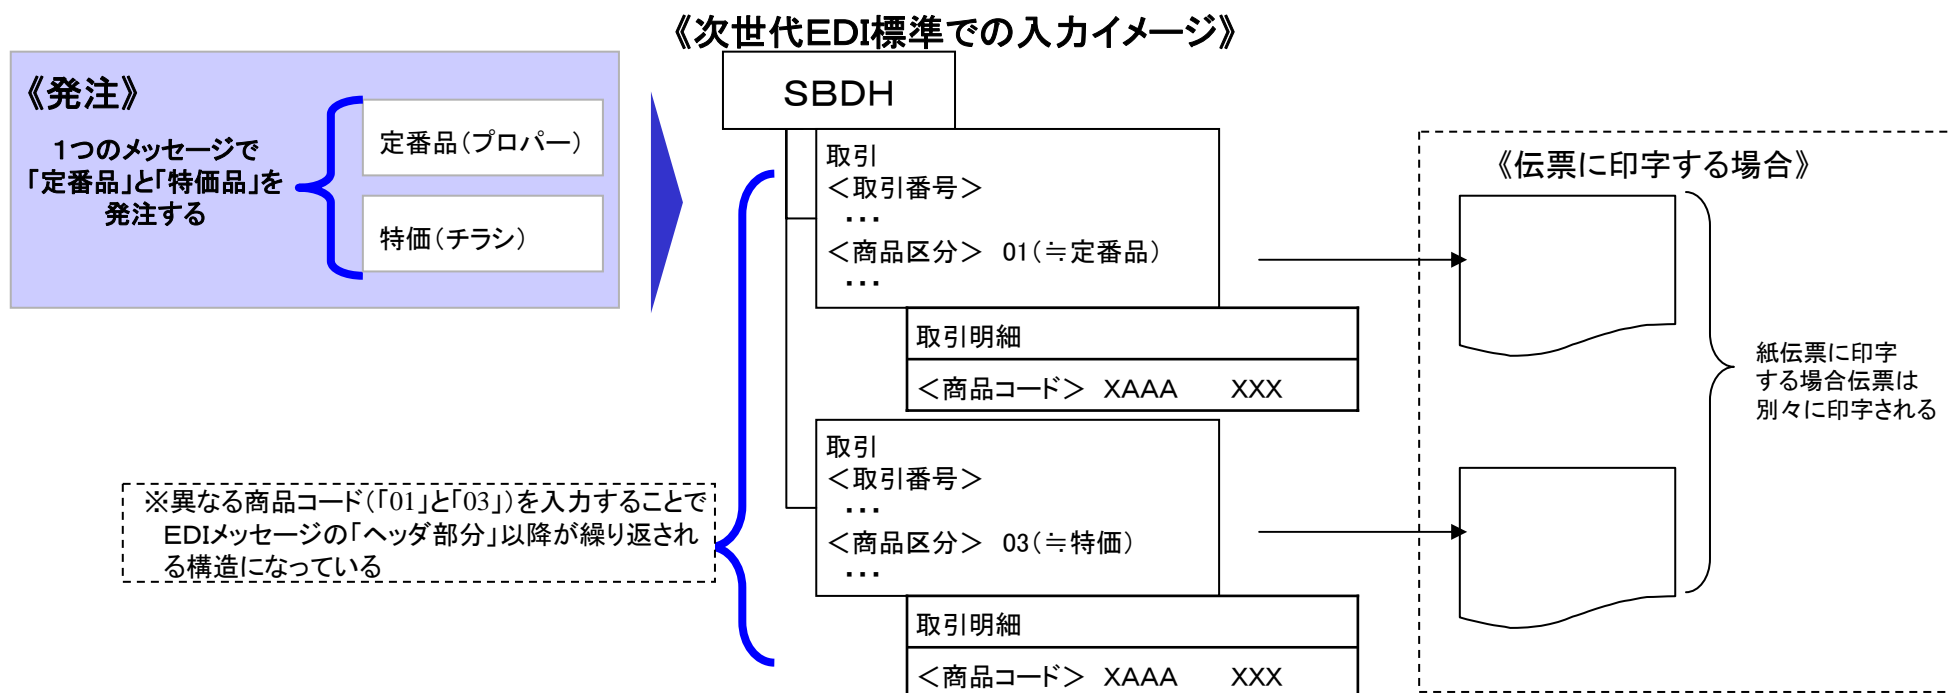 《次世代EDI標準での入力イメージ》
《発注》
1つのメッセージで
「定番品」と「特価品」を
発注する
定番品(プロパー)
特価(チラシ)
SBDH
取引
<取引番号>
・・・
<商品区分> 01(≒定番品)
・・・
取引明細
<商品コード> XAAA XXX
取引
<取引番号>
・・・
<商品区分> 03(≒特価)
・・・
取引明細
<商品コード> XAAA XXX
※異なる商品コード(「01」と「03」)を入力することで
EDIメッセージの「ヘッダ部分」以降が繰り返され
る構造になっている
《伝票に印字する場合》
紙伝票に印字
する場合伝票は
別々に印字される